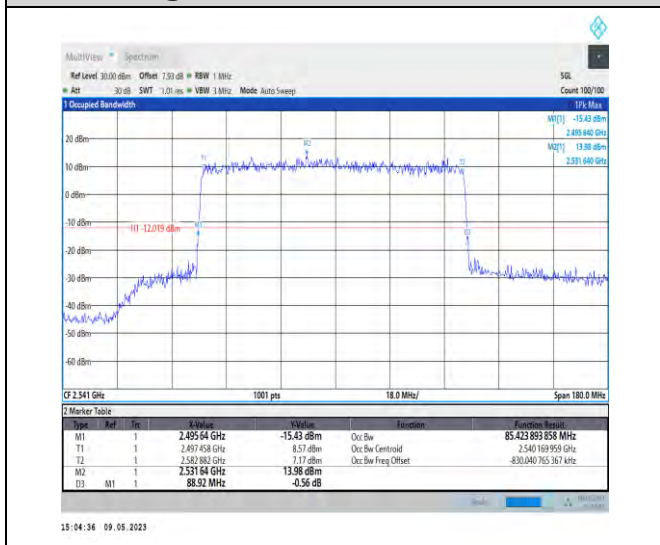 MultiView Spectrum
Ref Level 30.00 dBm Offset 7.93 dB RBW 1 MHz SGL
Att 30 dB SWT 1.01 ms VBW 3 MHz Mode Auto Sweep Count 100/100
1 Occupied Bandwidth 1Pk Max
M1[1] -15.43 dBm
2.495 640 GHz
M2[1] 13.98 dBm
2.531 640 GHz
20 dBm
M2
T1 T2
10 dBm
0 dBm
-10 dBm
H1 -12.019 dBm M1
D3
-20 dBm
-30 dBm
-40 dBm
-50 dBm
-60 dBm
CF 2.541 GHz 1001 pts 18.0 MHz/ Span 180.0 MHz
2 Marker Table
Type Ref Trc X-Value Y-Value Function Function Result
M1 1 2.495 64 GHz -15.43 dBm Occ Bw 85.423 893 858 MHz
T1 1 2.497 458 GHz 8.57 dBm Occ Bw Centroid 2.540 169 959 GHz
T2 1 2.582 882 GHz 7.17 dBm Occ Bw Freq Offset -830.040 765 367 kHz
M2 1 2.531 64 GHz 13.98 dBm
D3 M1 1 88.92 MHz -0.56 dB
15:04:36 09.05.2023